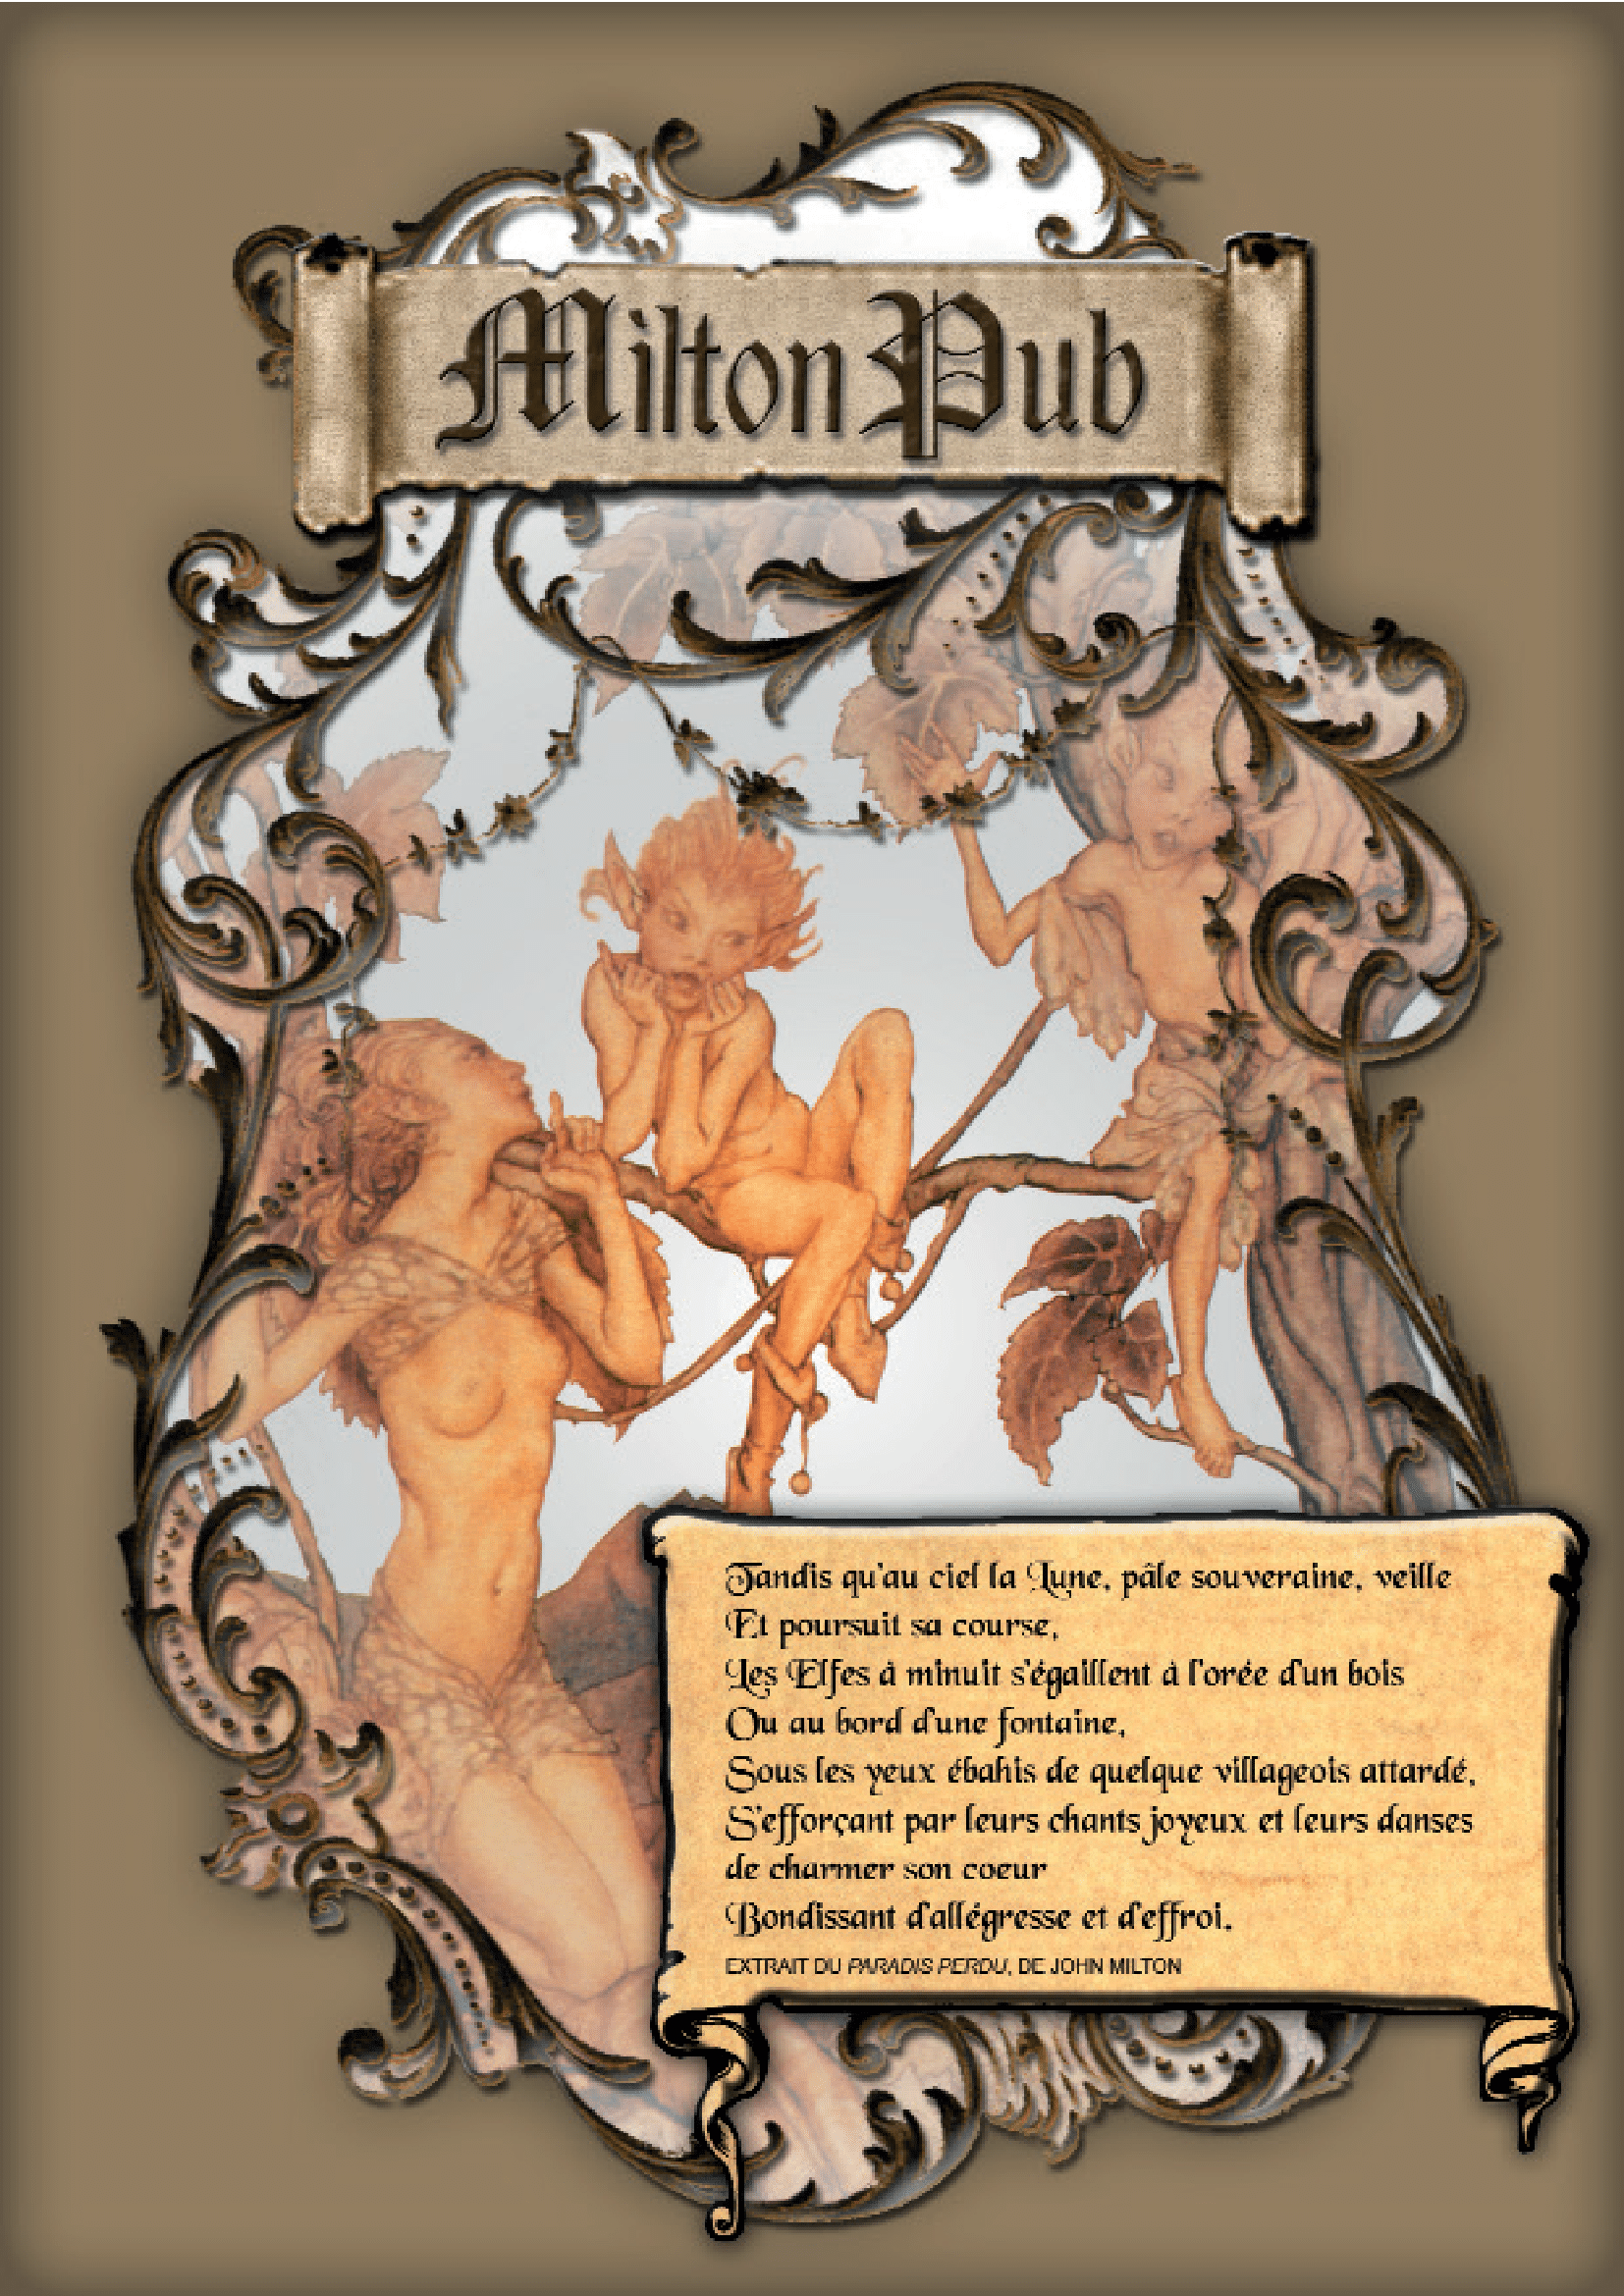 Milton Pub
Tandis qu'au ciel la Lune, pâle souveraine, veille
Et poursuit sa course,
Les Elfes à minuit s'égaillent à l'orée d'un bois
Ou au bord d'une fontaine,
Sous les yeux ébahis de quelque villageois attardé,
S'efforçant par leurs chants joyeux et leurs danses
de charmer son coeur
Bondissant d'allégresse et d'effroi.
EXTRAIT DU PARADIS PERDU, DE JOHN MILTON